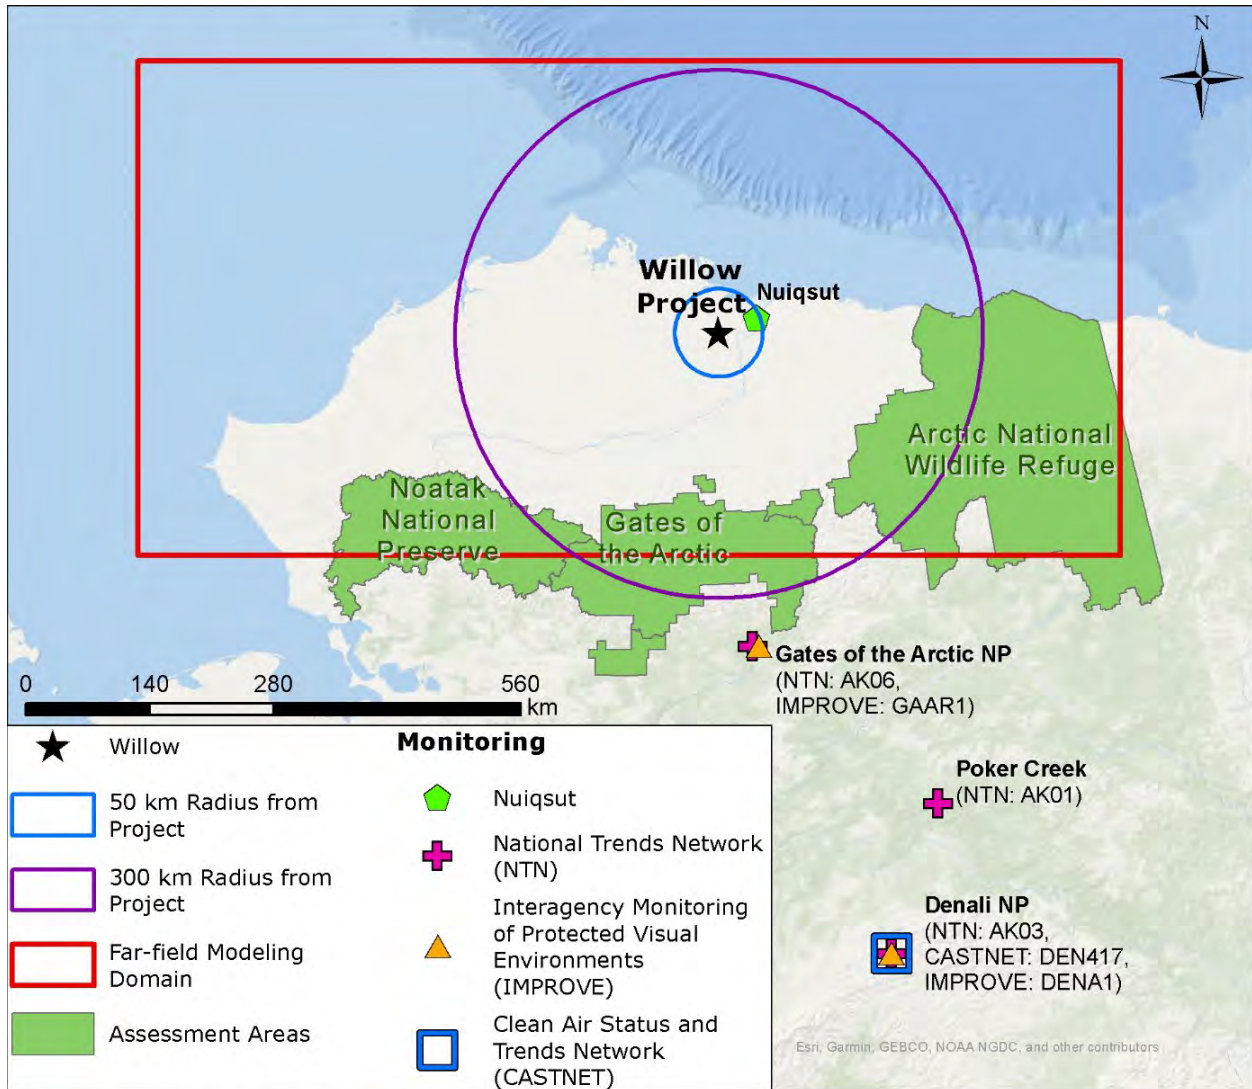 N
Willow
Project
Nuiqsut
Arctic National
Wildlife Refuge
Noatak
National
Preserve
Gates of
the Arctic
Gates of the Arctic NP
(NTN: AK06,
IMPROVE: GAAR1)
0 140 280 560
km
Poker Creek
(NTN: AK01)
Denali NP
(NTN: AK03,
CASTNET: DEN417,
IMPROVE: DENA1)
Willow
50 km Radius from
Project
300 km Radius from
Project
Far-field Modeling
Domain
Assessment Areas
Monitoring
Nuiqsut
National Trends Network
(NTN)
Interagency Monitoring
of Protected Visual
Environments
(IMPROVE)
Clean Air Status and
Trends Network
(CASTNET)
Esri, Garmin, GEBCO, NOAA NGDC, and other contributors